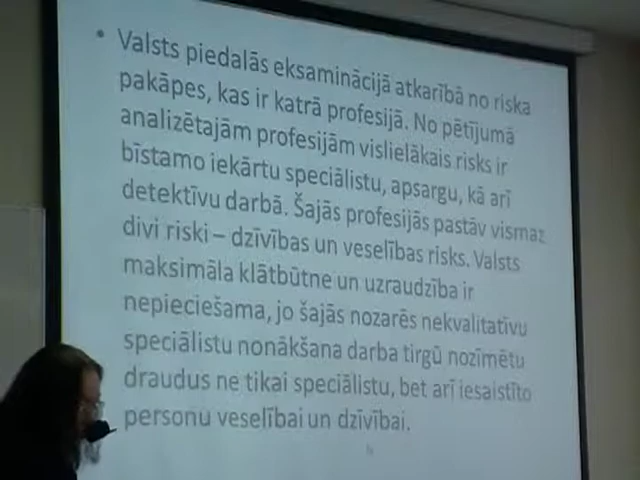 • Valsts piedalās eksaminācijā atkarībā no riska
pakāpes, kas ir katrā profesijā. No pētījumā
analizētajām profesijām vislielākais risks ir
bīstamo iekārtu speciālistu, apsargu, kā arī
detektīvu darbā. Šajās profesijās pastāv vismaz
divi riski – dzīvības un veselības risks. Valsts
maksimāla klātbūtne un uzraudzība ir
nepieciešama, jo šajās nozarēs nekvalitatīvu
speciālistu nonākšana darba tirgū nozīmētu
draudus ne tikai speciālistu, bet arī iesaistīto
personu veselībai un dzīvībai.